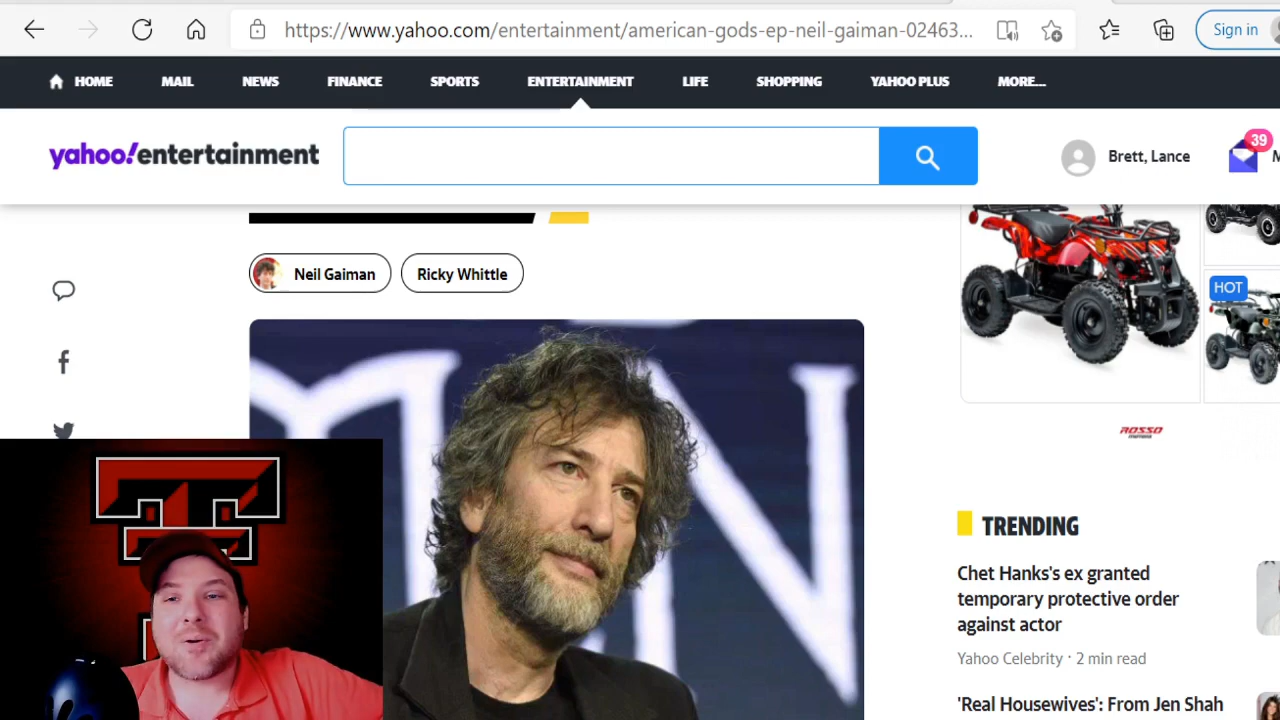 https://www.yahoo.com/entertainment/american-gods-ep-neil-gaiman-02463...
Sign in
HOME MAIL NEWS FINANCE SPORTS ENTERTAINMENT LIFE SHOPPING YAHOO PLUS MORE...
yahoo!entertainment
Brett, Lance
39
M
Neil Gaiman
Ricky Whittle
HOT
ROSSO
TRENDING
Chet Hanks's ex granted
temporary protective order
against actor
Yahoo Celebrity · 2 min read
'Real Housewives': From Jen Shah